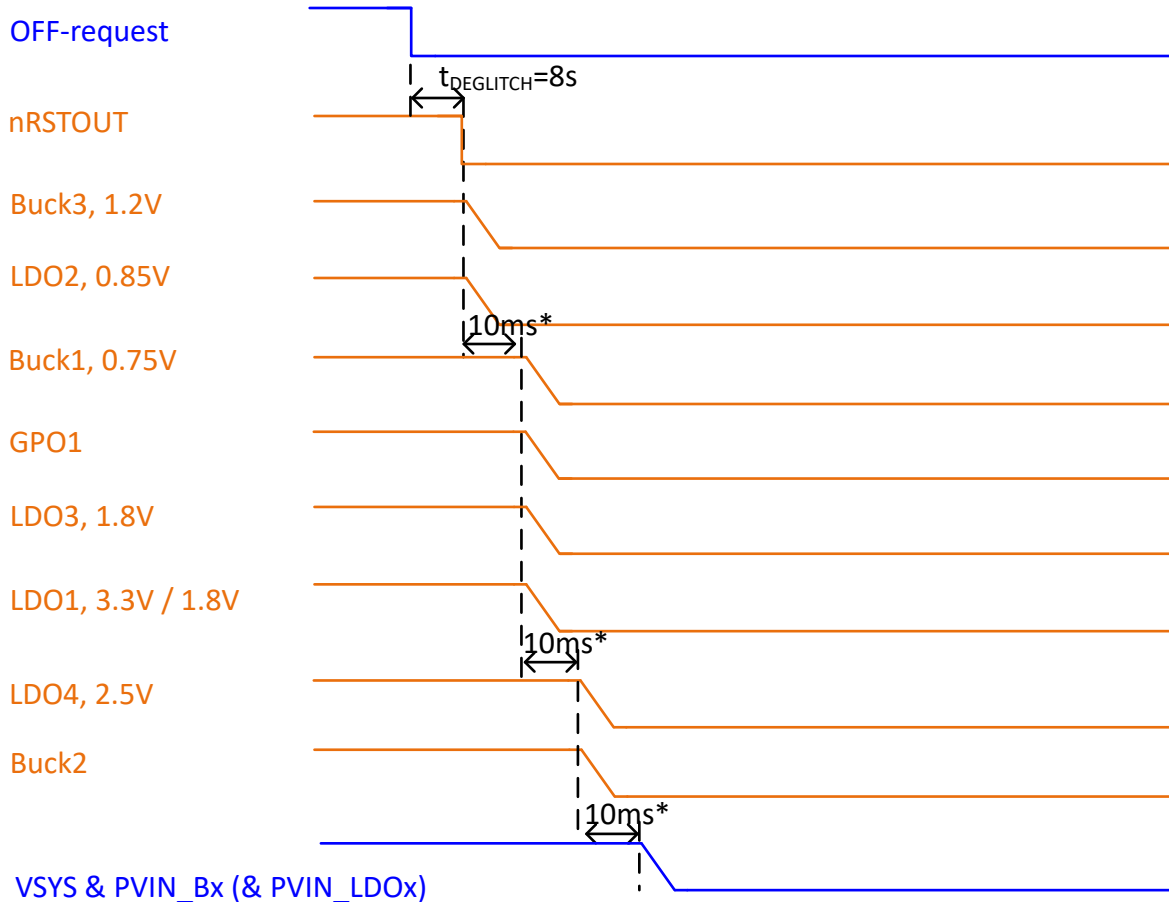 OFF-request
tDEGLITCH=8s
nRSTOUT
Buck3, 1.2V
LDO2, 0.85V
10ms*
Buck1, 0.75V
GPO1
LDO3, 1.8V
LDO1, 3.3V / 1.8V
10ms*
LDO4, 2.5V
Buck2
10ms*
VSYS & PVIN_Bx (& PVIN_LDOx)